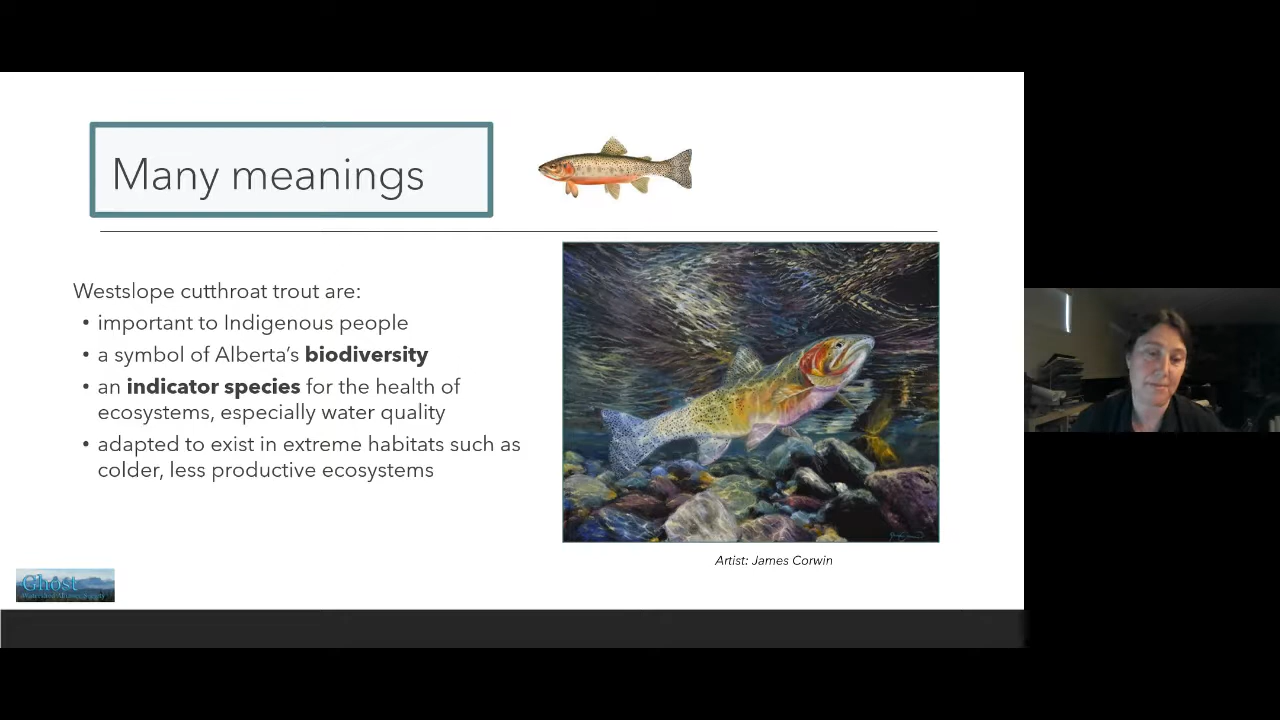 Many meanings
Westslope cutthroat trout are:
• important to Indigenous people
• a symbol of Alberta's biodiversity
• an indicator species for the health of
ecosystems, especially water quality
• adapted to exist in extreme habitats such as
colder, less productive ecosystems
Artist: James Corwin
Ghost